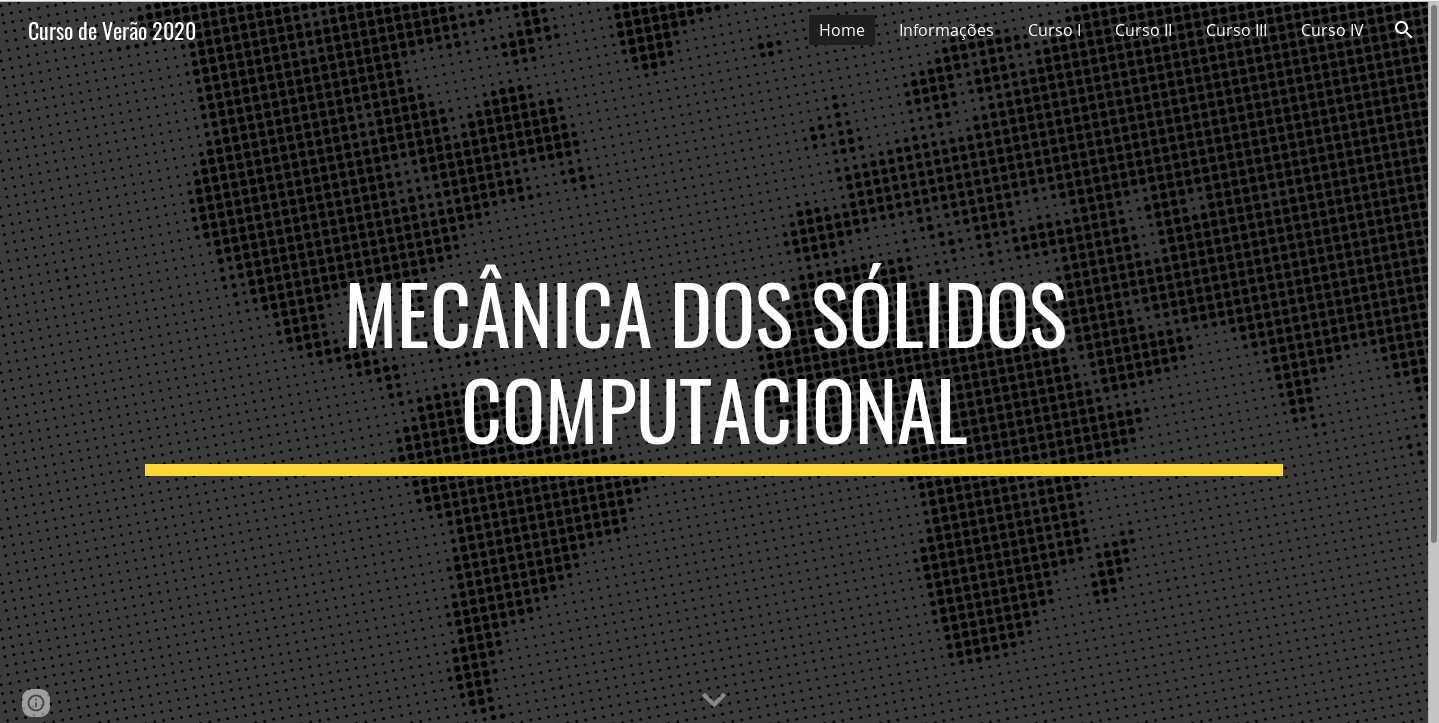 Curso de Verão 2020
Home Informações Curso I Curso II Curso III Curso IV
MECÂNICA DOS SÓLIDOS
COMPUTACIONAL